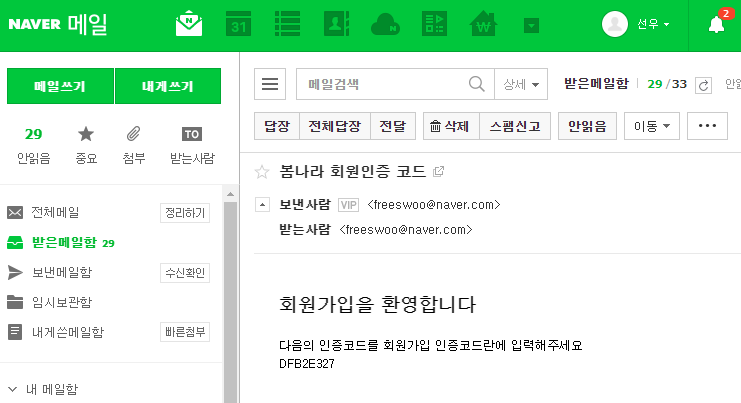 NAVER 메일
31
선우
2
메일쓰기
내게쓰기
29
안읽음
중요
첨부
TO
받는사람
전체메일
정리하기
받은메일함 29
보낸메일함
수신확인
임시보관함
내게쓴메일함
빠른첨부
내 메일함
메일검색
상세
받은메일함
29 / 33
답장
전체답장
전달
삭제
스팸신고
안읽음
이동
봄나라 회원인증 코드
보낸사람 VIP <freeswoo@naver.com>
받는사람 <freeswoo@naver.com>
회원가입을 환영합니다
다음의 인증코드를 회원가입 인증코드란에 입력해주세요
DFB2E327